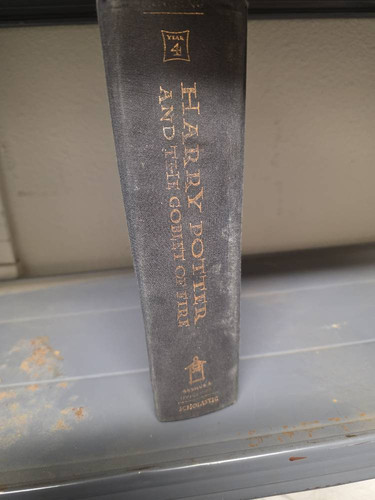 YEAR
4
HARRY POTTER
AND THE GOBLET OF FIRE
SCHOLASTIC